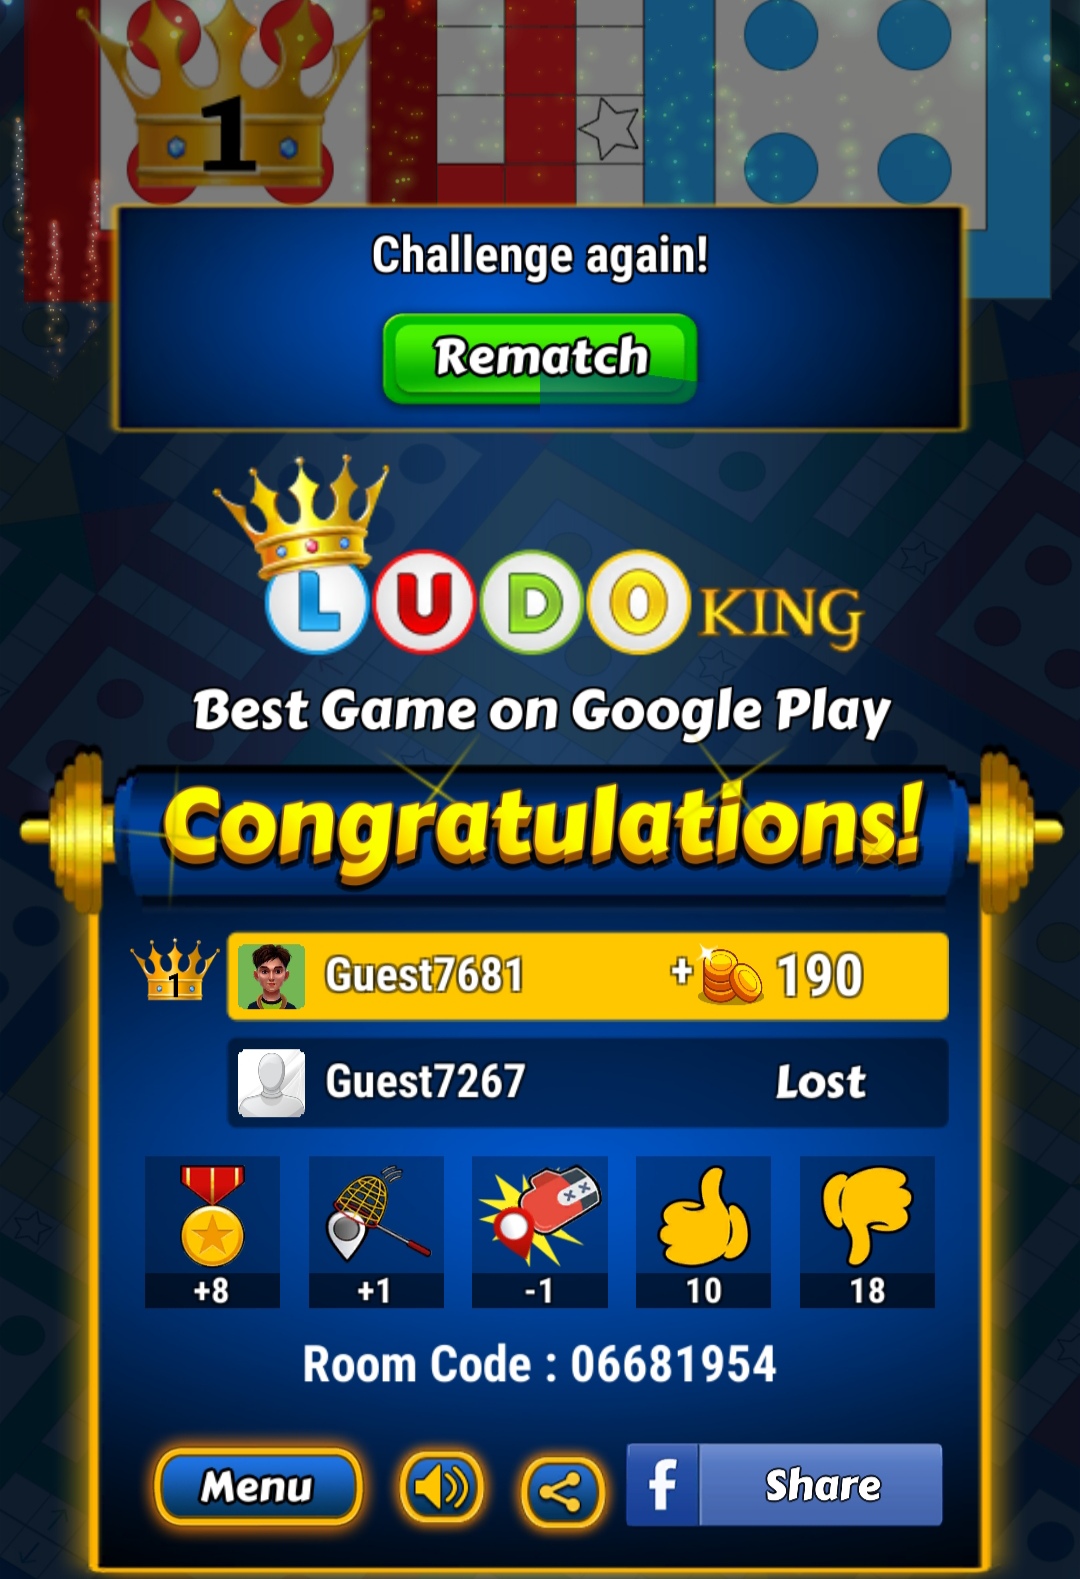 1
Challenge again!
Rematch
LUDO KING
Best Game on Google Play
Congratulations!
1 Guest7681 + 190
Guest7267 Lost
+8 +1 -1 10 18
Room Code : 06681954
Menu f Share